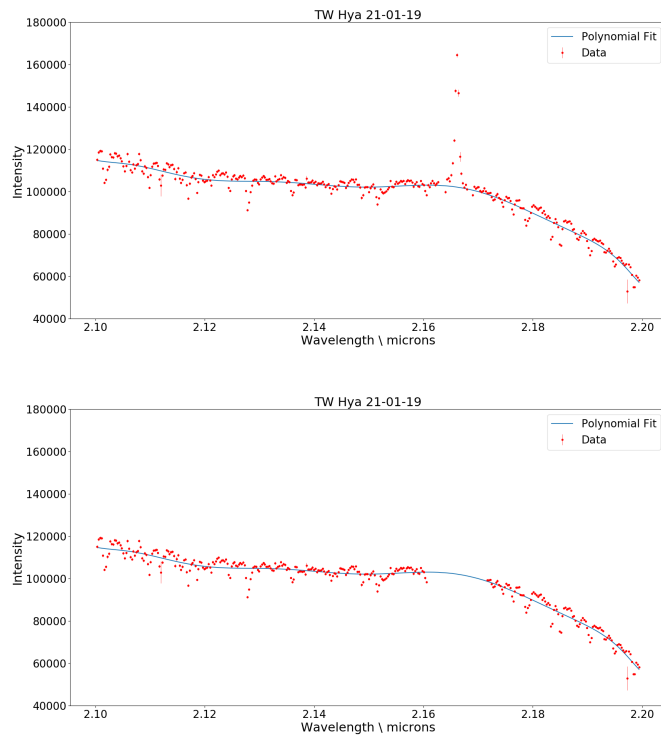 TW Hya 21-01-19
180000
Polynomial Fit
Data
160000
140000
120000
Intensity
100000
80000
60000
40000
2.10 2.12 2.14 2.16 2.18 2.20
Wavelength \ microns
TW Hya 21-01-19
180000
Polynomial Fit
Data
160000
140000
120000
Intensity
100000
80000
60000
40000
2.10 2.12 2.14 2.16 2.18 2.20
Wavelength \ microns